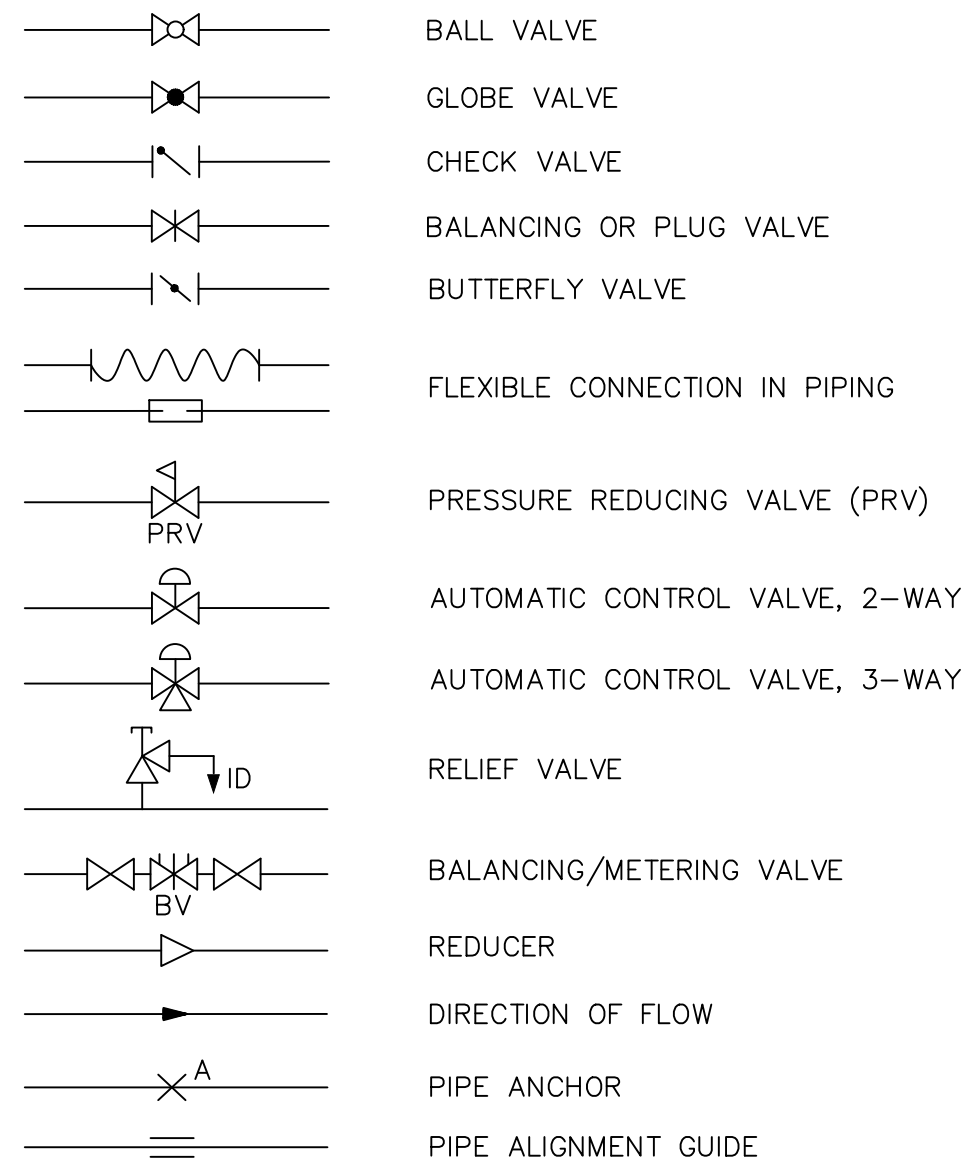 BALL VALVE
GLOBE VALVE
CHECK VALVE
BALANCING OR PLUG VALVE
BUTTERFLY VALVE
FLEXIBLE CONNECTION IN PIPING
PRESSURE REDUCING VALVE (PRV)
PRV
AUTOMATIC CONTROL VALVE, 2-WAY
AUTOMATIC CONTROL VALVE, 3-WAY
ID
RELIEF VALVE
BALANCING/METERING VALVE
BV
REDUCER
DIRECTION OF FLOW
A
PIPE ANCHOR
PIPE ALIGNMENT GUIDE